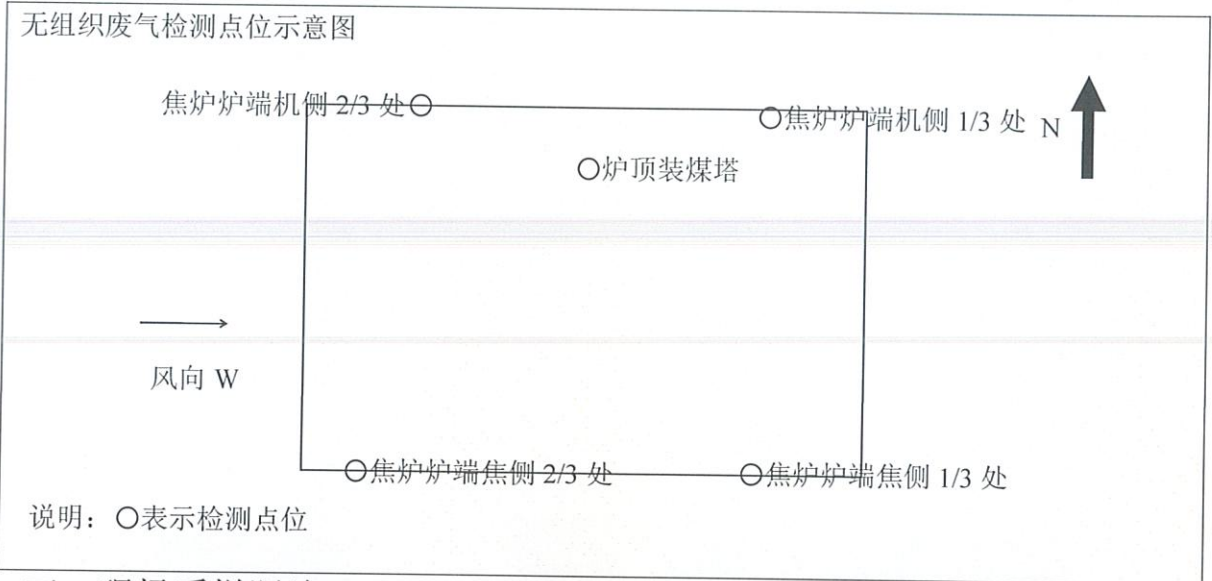 无组织废气检测点位示意图
焦炉炉端机侧 2/3 处○
○焦炉炉端机侧 1/3 处
N
○炉顶装煤塔
风向 W
○焦炉炉端焦侧 2/3 处
○焦炉炉端焦侧 1/3 处
说明：○表示检测点位